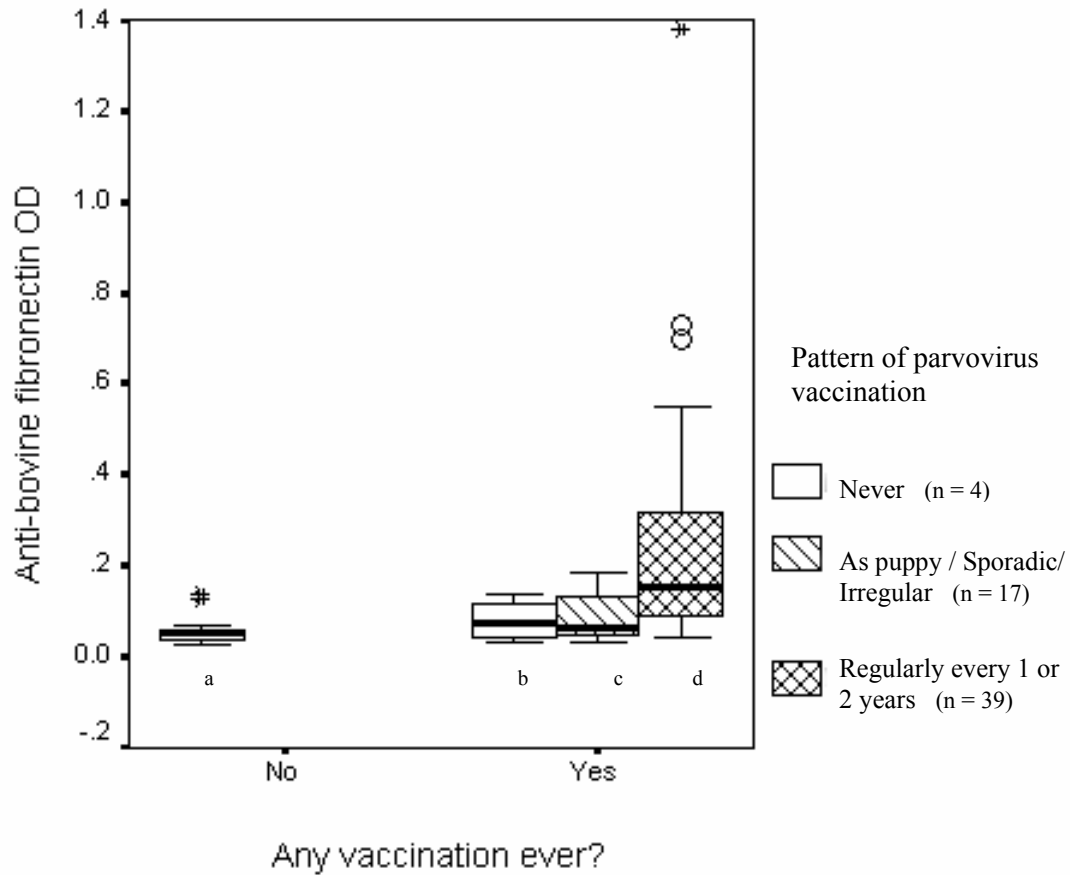 Anti-bovine fibronectin OD
1.4
1.2
1.0
.8
.6
.4
.2
0.0
-.2
a
b
c
d
No
Yes
Any vaccination ever?
Pattern of parvovirus
vaccination
Never (n = 4)
As puppy / Sporadic/
Irregular (n = 17)
Regularly every 1 or
2 years (n = 39)